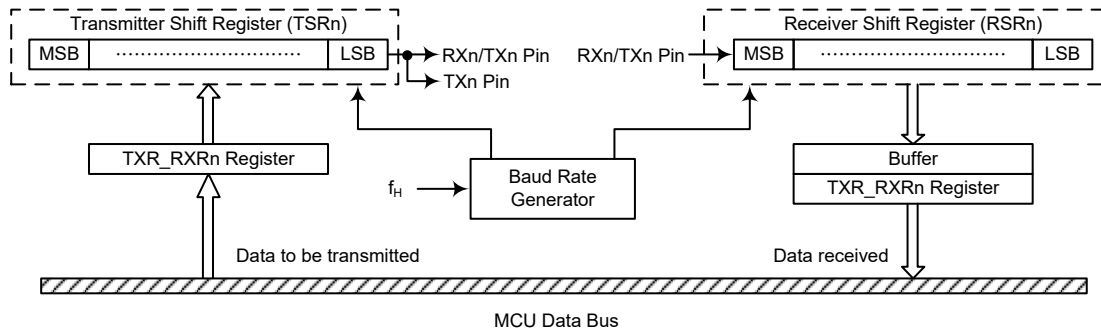 Transmitter Shift Register (TSRn)
MSB ………………………… LSB
RXn/TXn Pin
TXn Pin
Receiver Shift Register (RSRn)
RXn/TXn Pin
MSB ………………………… LSB
TXR_RXRn Register
fH
Baud Rate
Generator
Buffer
TXR_RXRn Register
Data to be transmitted
Data received
MCU Data Bus